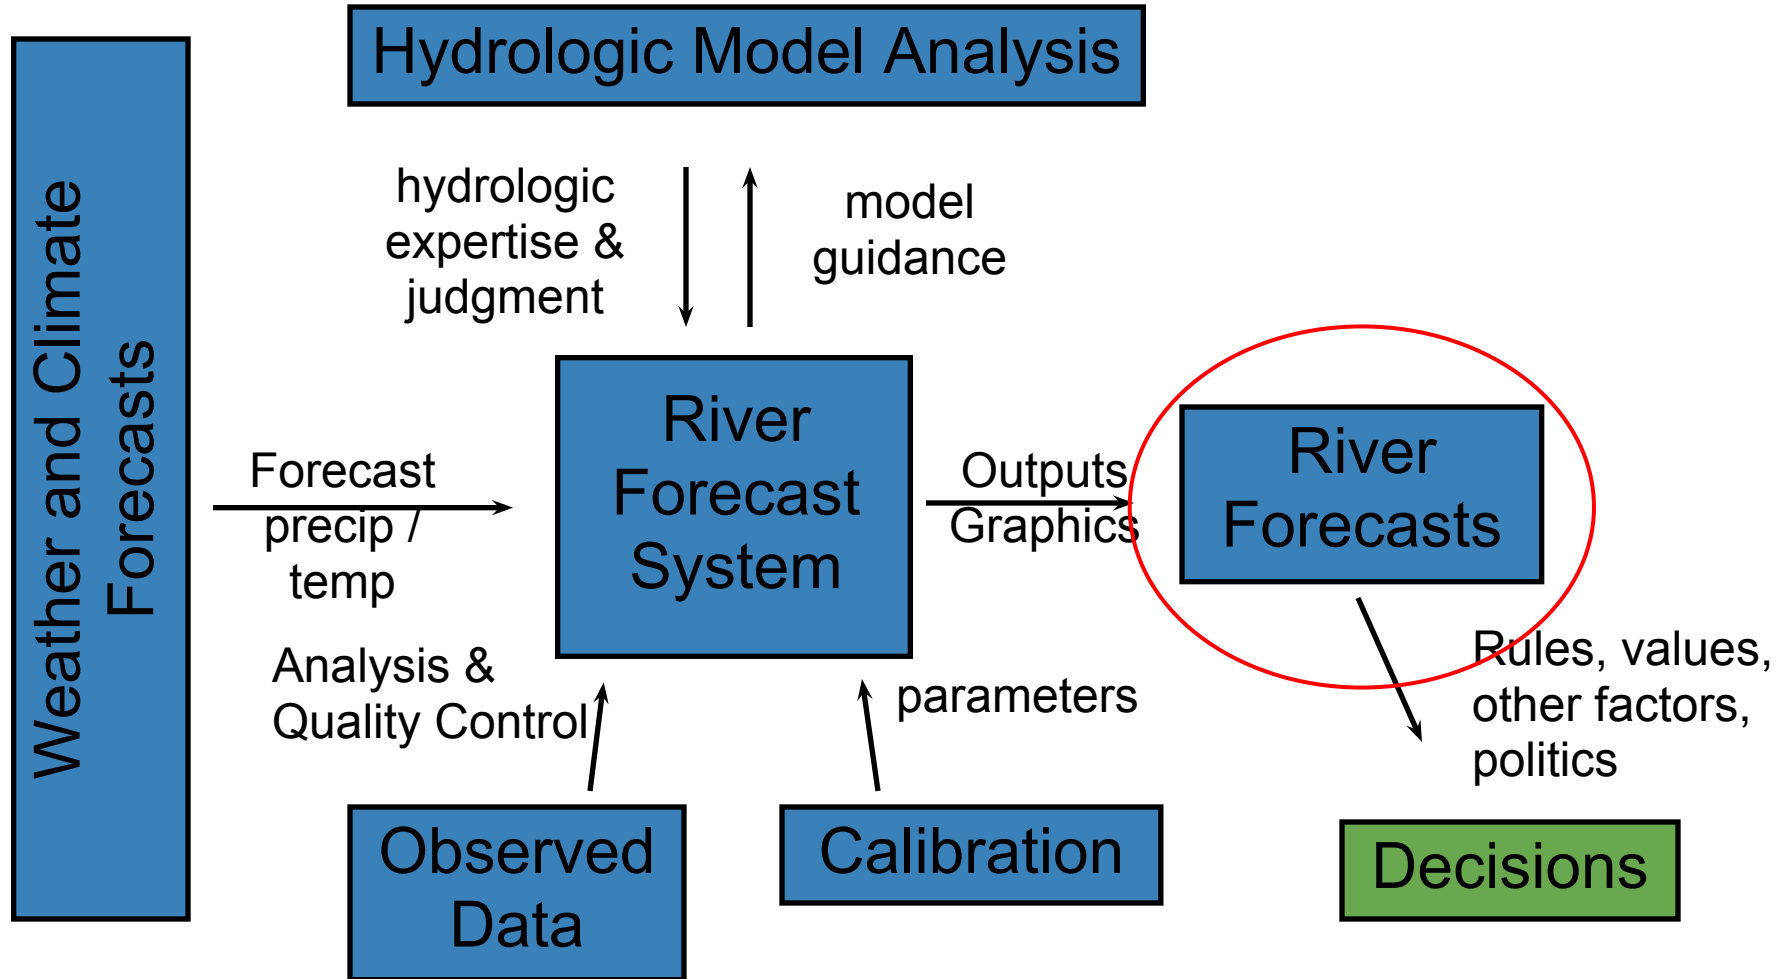 Hydrologic Model Analysis
Weather and Climate
Forecasts
hydrologic
expertise &
judgment
model
guidance
Forecast
precip /
temp
River
Forecast
System
Outputs
Graphics
River
Forecasts
Analysis &
Quality Control
parameters
Rules, values,
other factors,
politics
Observed
Data
Calibration
Decisions